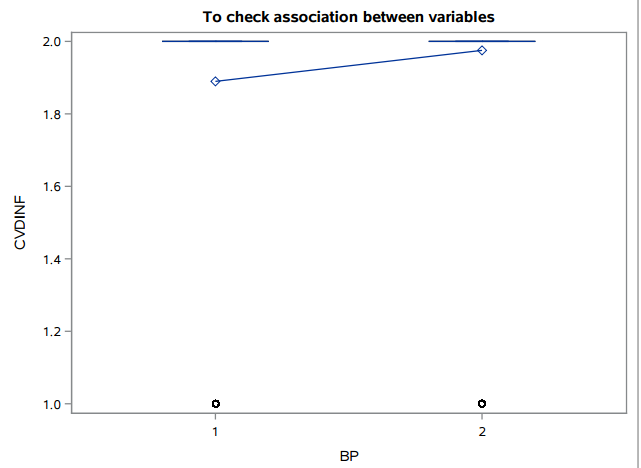 To check association between variables
2.0
1.8
1.6
1.4
1.2
1.0
CVDINF
1 2
BP